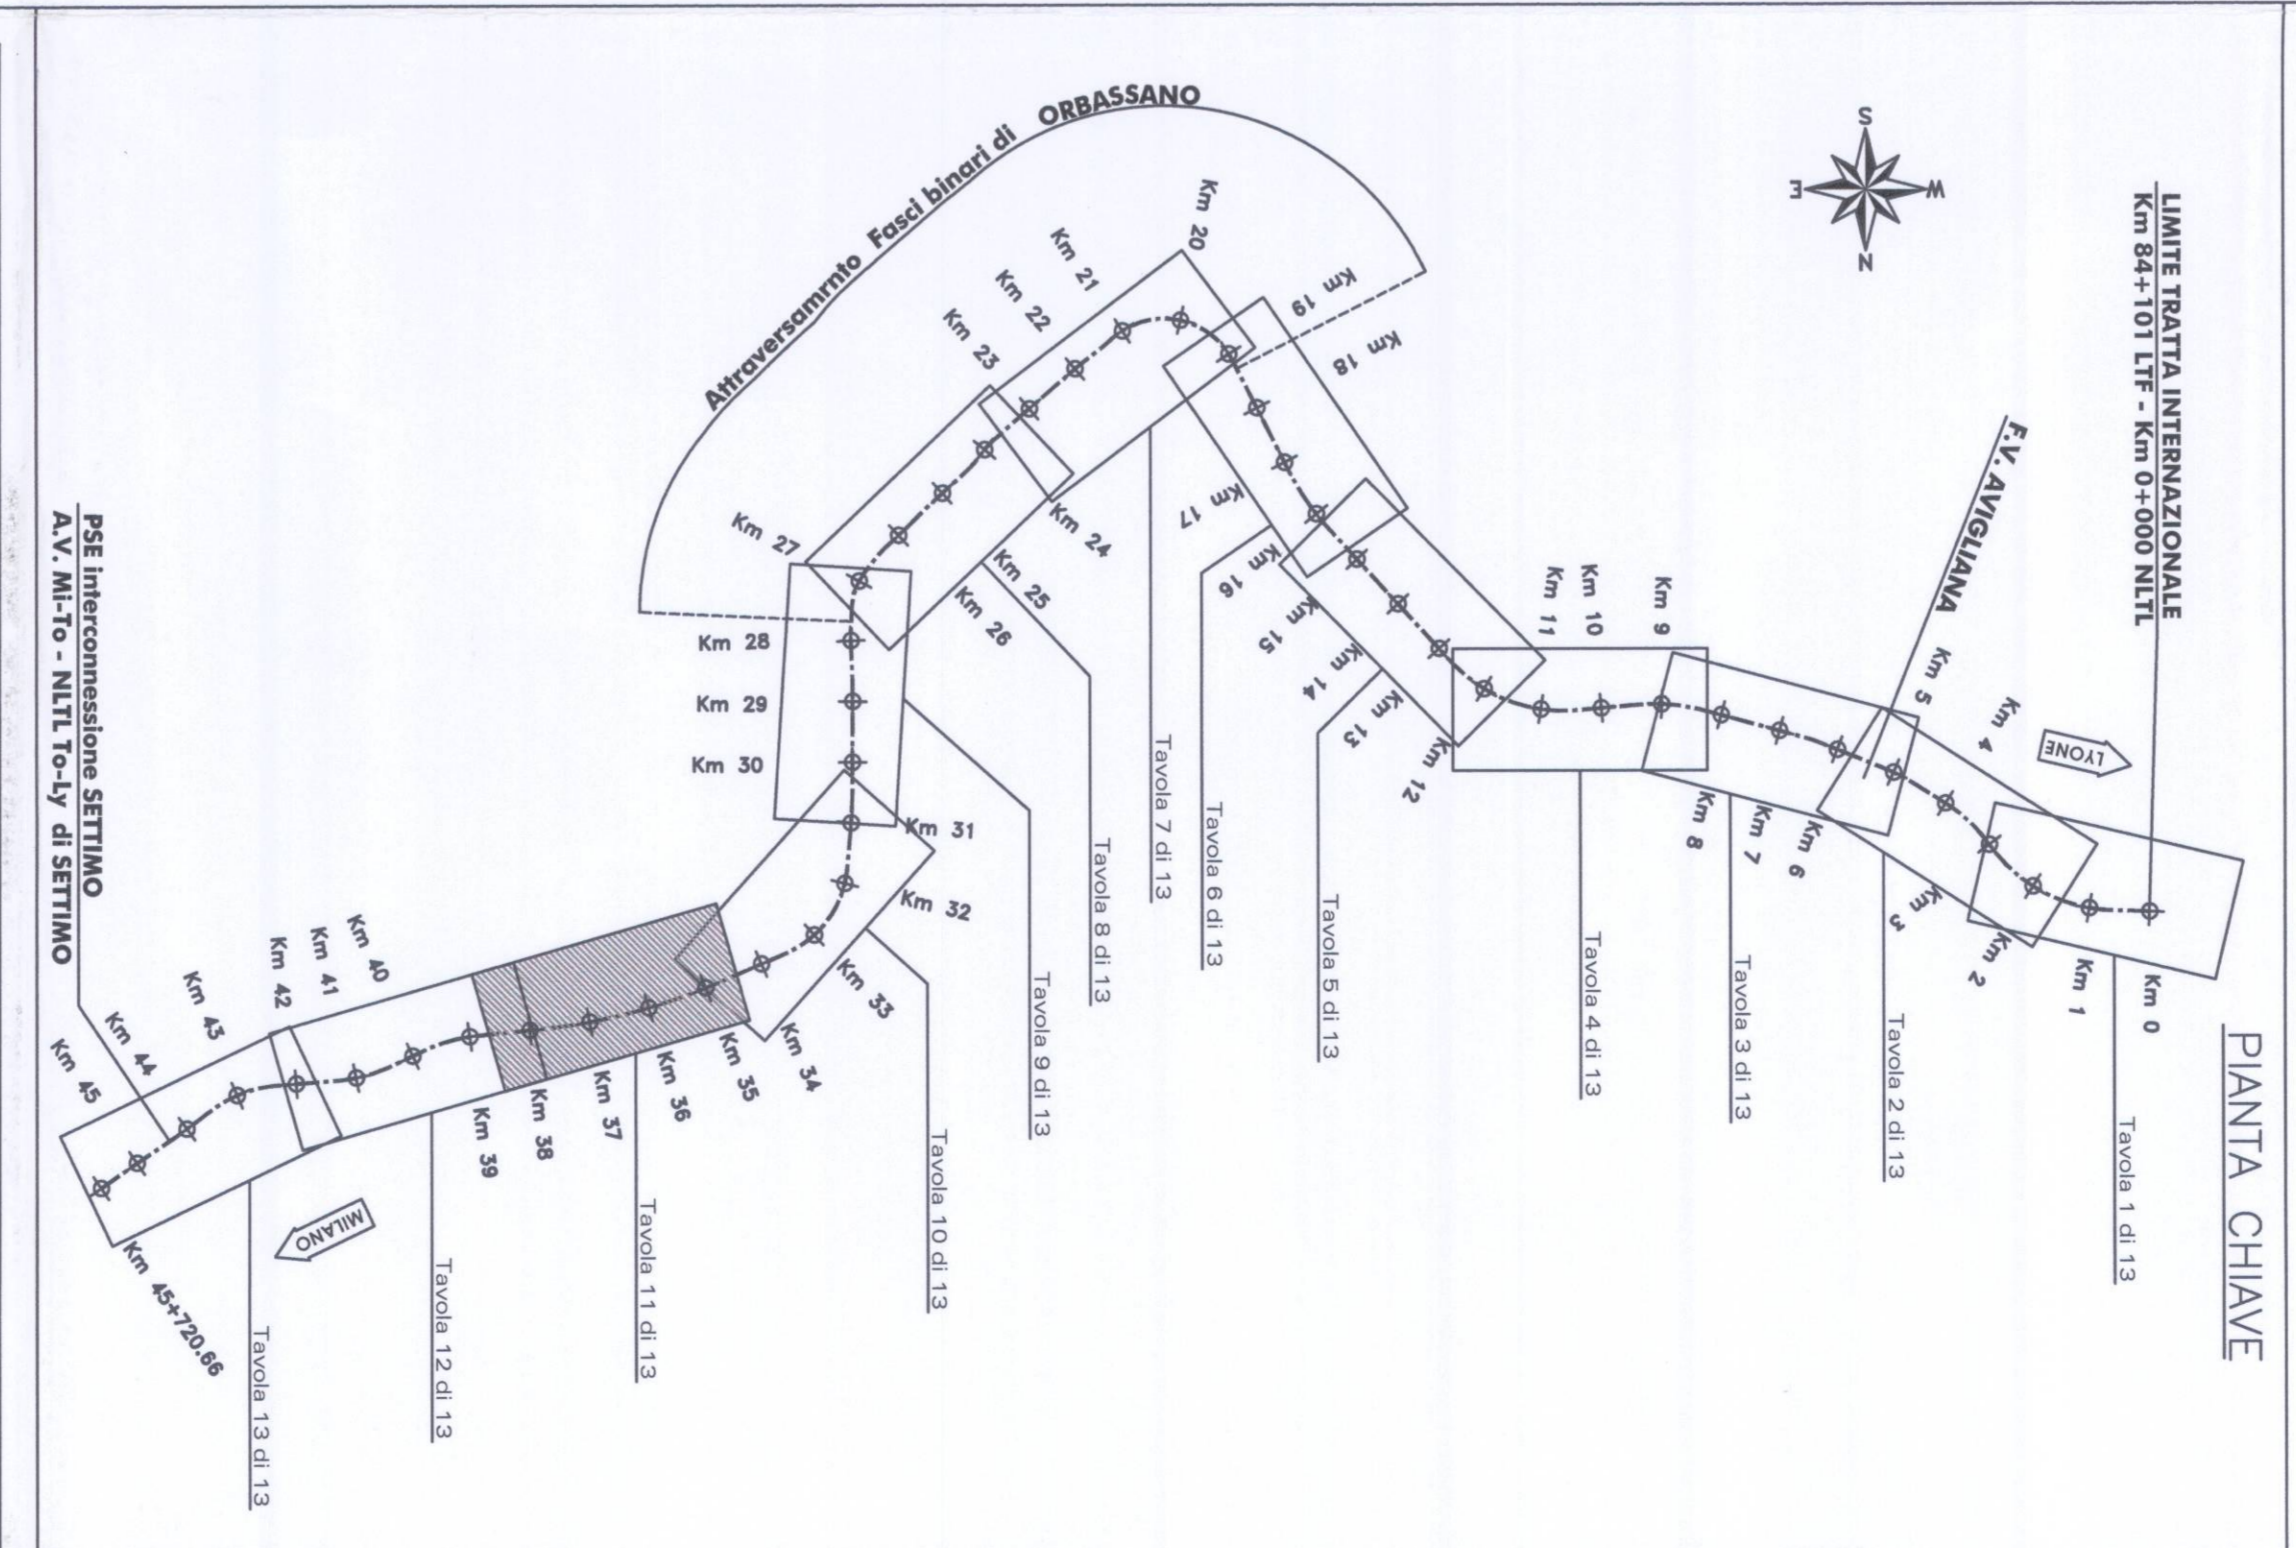 PIANTA CHIAVE
LIMITE TRATTA INTERNAZIONALE
Km 84+101 LTF - Km 0+000 NLTL
S
W
E
N
LYONE
F.V. AVIGLIANA
Attraversamrnto Fasci binari di ORBASSANO
Km 0
Km 1
Km 2
Km 3
Km 4
Km 5
Km 6
Km 7
Km 8
Km 9
Km 10
Km 11
Km 12
Km 13
Km 14
Km 15
Km 16
Km 17
Km 18
Km 19
Km 20
Km 21
Km 22
Km 23
Km 24
Km 25
Km 26
Km 27
Km 28
Km 29
Km 30
Km 31
Km 32
Km 33
Km 34
Km 35
Km 36
Km 37
Km 38
Km 39
Km 40
Km 41
Km 42
Km 43
Km 44
Km 45
Km 45+720.66
Tavola 1 di 13
Tavola 2 di 13
Tavola 3 di 13
Tavola 4 di 13
Tavola 5 di 13
Tavola 6 di 13
Tavola 7 di 13
Tavola 8 di 13
Tavola 9 di 13
Tavola 10 di 13
Tavola 11 di 13
Tavola 12 di 13
Tavola 13 di 13
MILANO
PSE interconnessione SETTIMO
A.V. Mi-To - NLTL To-Ly di SETTIMO